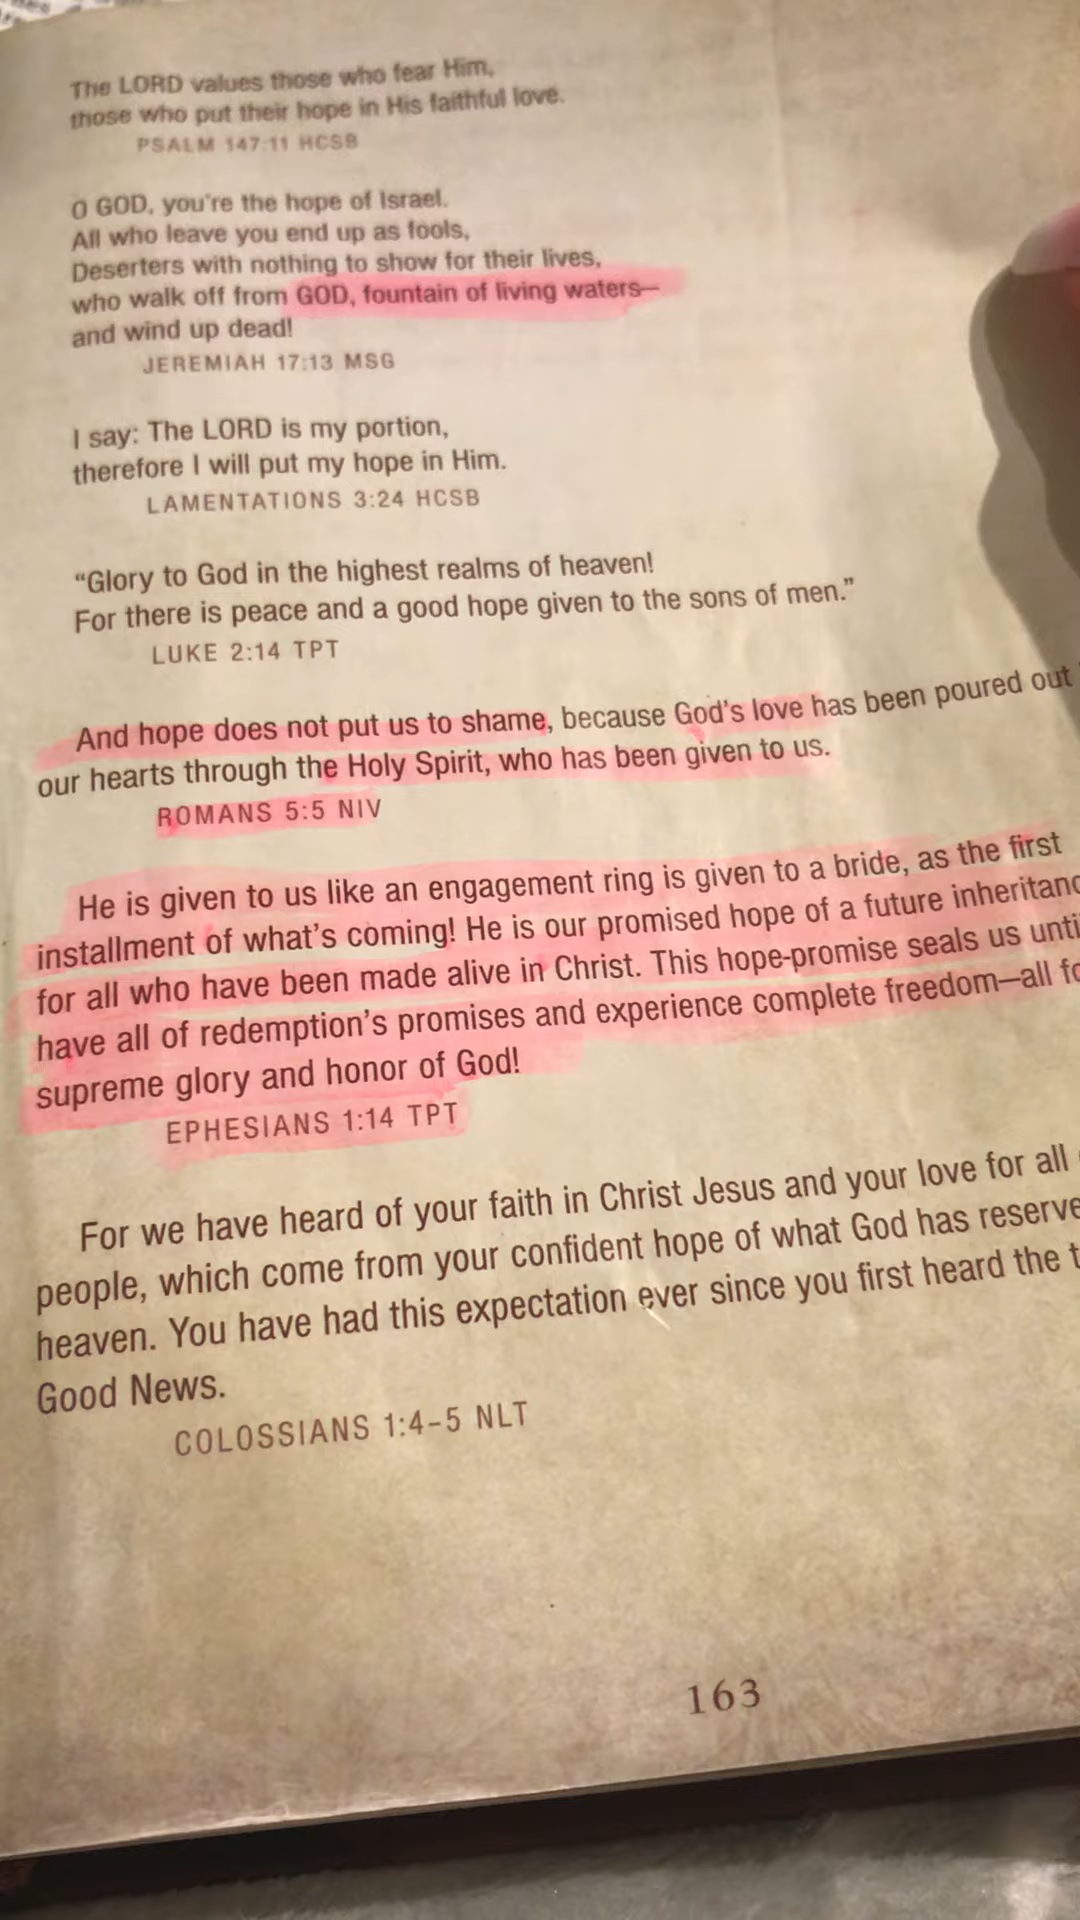 The LORD values those who fear Him,
those who put their hope in His faithful love.
PSALM 147:11 HCSB
O GOD, you're the hope of Israel.
All who leave you end up as fools,
Deserters with nothing to show for their lives,
who walk off from GOD, fountain of living waters—
and wind up dead!
JEREMIAH 17:13 MSG
I say: The LORD is my portion,
therefore I will put my hope in Him.
LAMENTATIONS 3:24 HCSB
“Glory to God in the highest realms of heaven!
For there is peace and a good hope given to the sons of men.”
LUKE 2:14 TPT
And hope does not put us to shame, because God's love has been poured out
our hearts through the Holy Spirit, who has been given to us.
ROMANS 5:5 NIV
He is given to us like an engagement ring is given to a bride, as the first
installment of what's coming! He is our promised hope of a future
for all who have been made alive in Christ. This hope-promise seals us
have all of redemption's promises and experience complete freedom—all
supreme glory and honor of God!
EPHESIANS 1:14 TPT
For we have heard of your faith in Christ Jesus and your love for all
people, which come from your confident hope of what God has
heaven. You have had this expectation ever since you first heard the
Good News.
COLOSSIANS 1:4–5 NLT
163